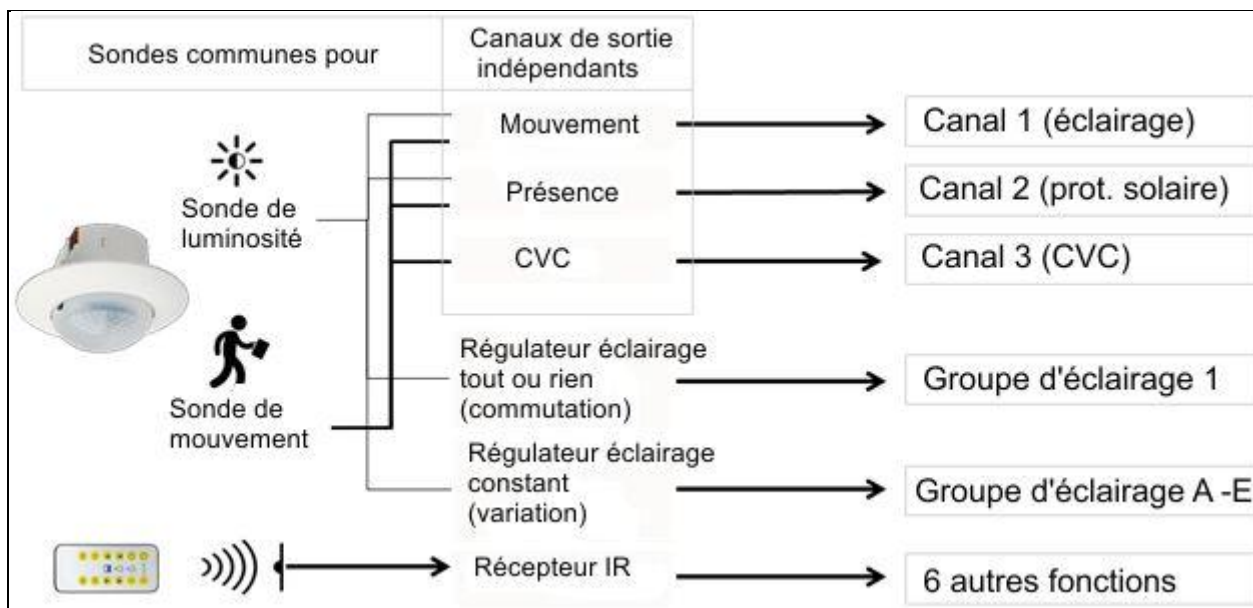 Sondes communes pour
Canaux de sortie
indépendants
Mouvement
Canal 1 (éclairage)
Présence
Canal 2 (prot. solaire)
Sonde de
luminosité
CVC
Canal 3 (CVC)
Régulateur éclairage
tout ou rien
(commutation)
Groupe d'éclairage 1
Sonde de
mouvement
Régulateur éclairage
constant
(variation)
Groupe d'éclairage A -E
Récepteur IR
6 autres fonctions